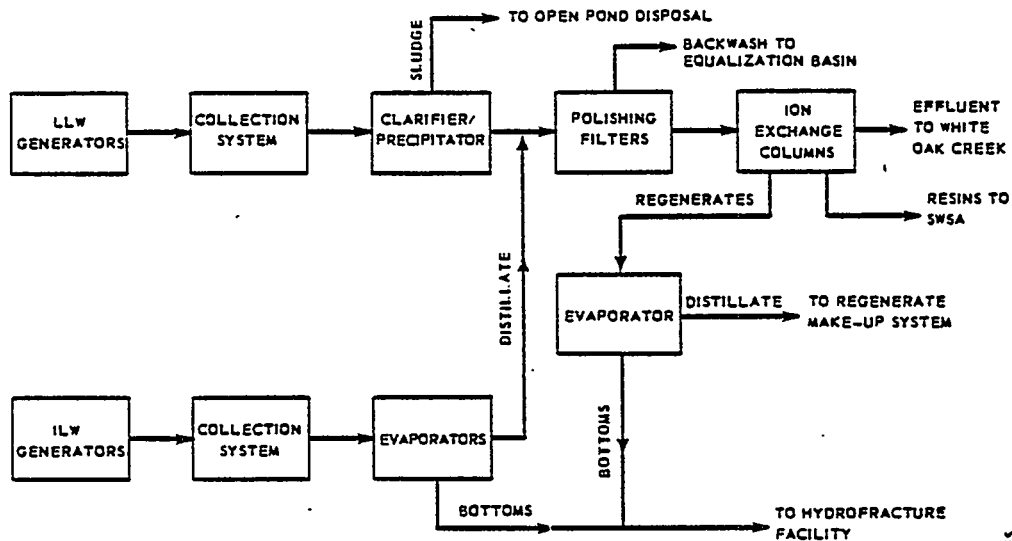 SLUDGE
TO OPEN POND DISPOSAL
BACKWASH TO
EQUALIZATION BASIN
LLW
GENERATORS
COLLECTION
SYSTEM
CLARIFIER/
PRECIPITATOR
POLISHING
FILTERS
ION
EXCHANGE
COLUMNS
EFFLUENT
TO WHITE
OAK CREEK
REGENERATES
RESINS TO
SWSA
DISTILLATE
EVAPORATOR
DISTILLATE
TO REGENERATE
MAKE-UP SYSTEM
ILW
GENERATORS
COLLECTION
SYSTEM
EVAPORATORS
BOTTOMS
BOTTOMS
TO HYDROFRACTURE
FACILITY